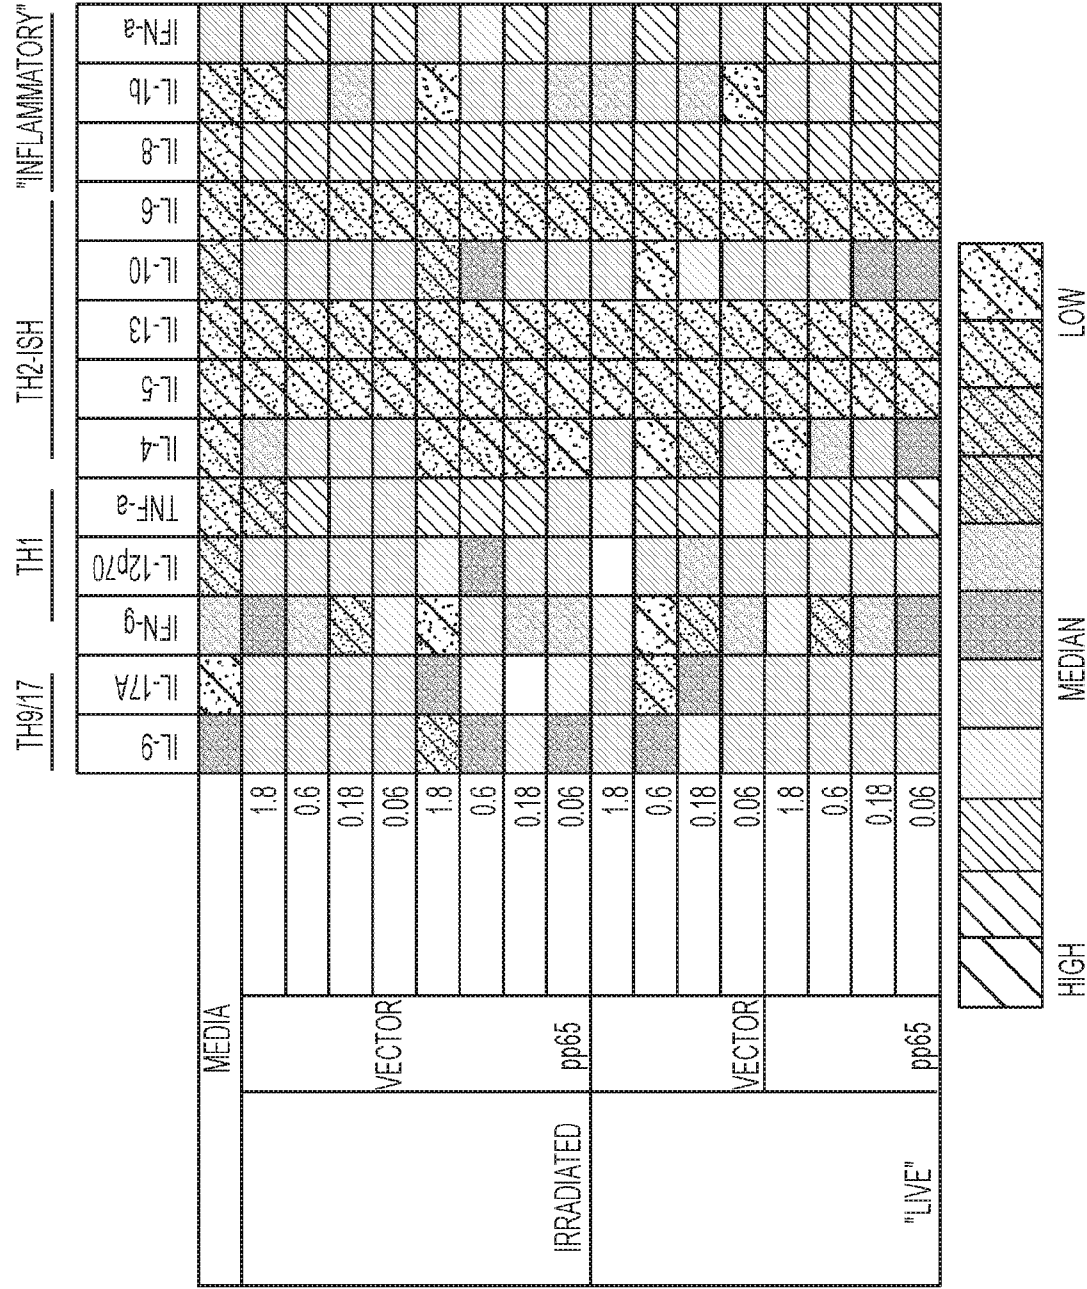 TH9/17
TH1
TH2-ISH
"INFLAMMATORY"
IL-9
IL-17A
IFN-g
IL-12p70
TNF-a
IL-4
IL-5
IL-13
IL-10
IL-6
IL-8
IL-1b
IFN-a
MEDIA
IRRADIATED
VECTOR
1.8
0.6
0.18
0.06
pp65
1.8
0.6
0.18
0.06
"LIVE"
VECTOR
1.8
0.6
0.18
0.06
pp65
1.8
0.6
0.18
0.06
HIGH
MEDIAN
LOW